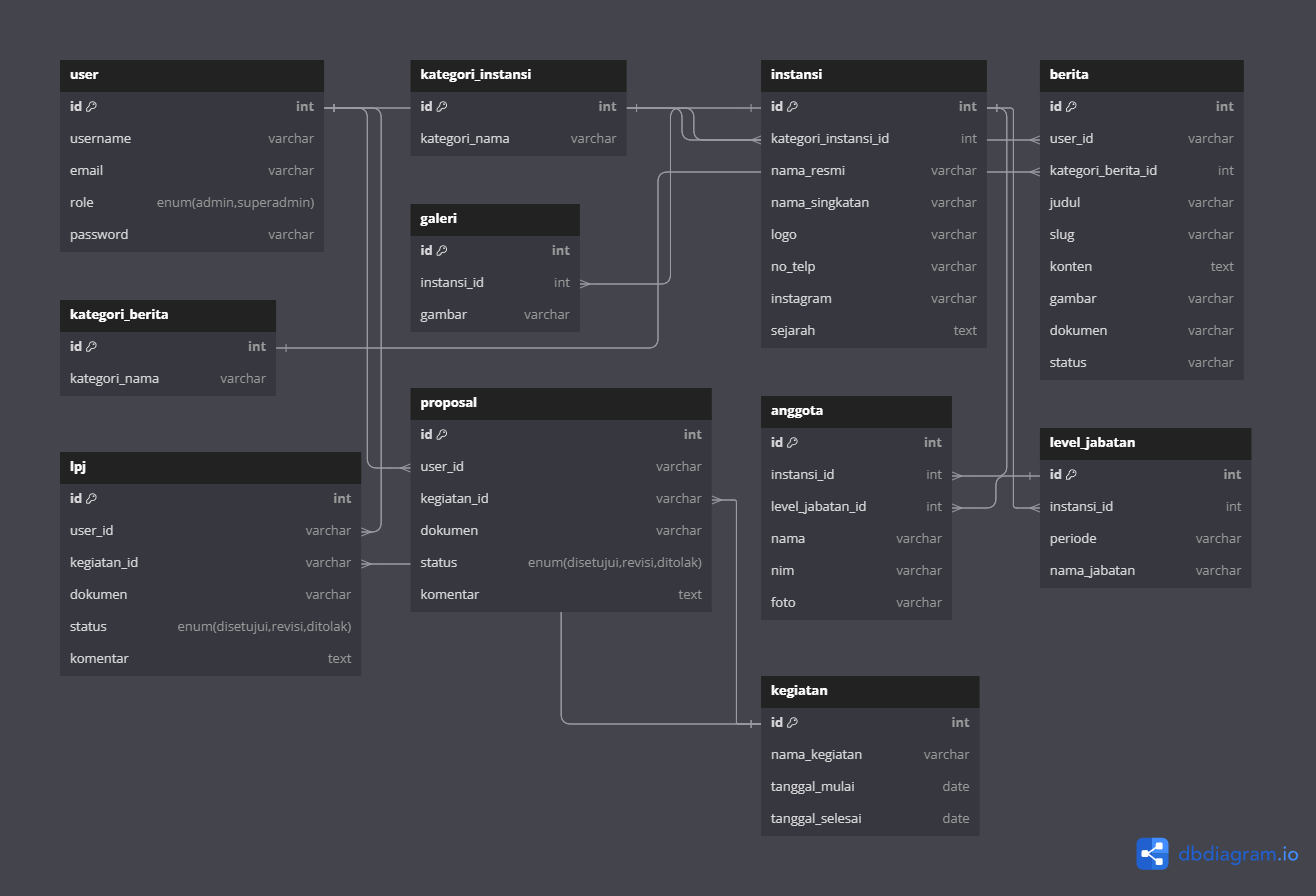 user
id int
username varchar
email varchar
role enum(admin,superadmin)
password varchar
kategori_instansi
id int
kategori_nama varchar
instansi
id int
kategori_instansi_id int
nama_resmi varchar
nama_singkatan varchar
logo varchar
no_telp varchar
instagram varchar
sejarah text
berita
id int
user_id varchar
kategori_berita_id int
judul varchar
slug varchar
konten text
gambar varchar
dokumen varchar
status varchar
galeri
id int
instansi_id int
gambar varchar
kategori_berita
id int
kategori_nama varchar
proposal
id int
user_id varchar
kegiatan_id varchar
dokumen varchar
status enum(disetujui,revisi,ditolak)
komentar text
anggota
id int
instansi_id int
level_jabatan_id int
nama varchar
nim varchar
foto varchar
level_jabatan
id int
instansi_id int
periode varchar
nama_jabatan varchar
lpj
id int
user_id varchar
kegiatan_id varchar
dokumen varchar
status enum(disetujui,revisi,ditolak)
komentar text
kegiatan
id int
nama_kegiatan varchar
tanggal_mulai date
tanggal_selesai date
dbdiagram.io